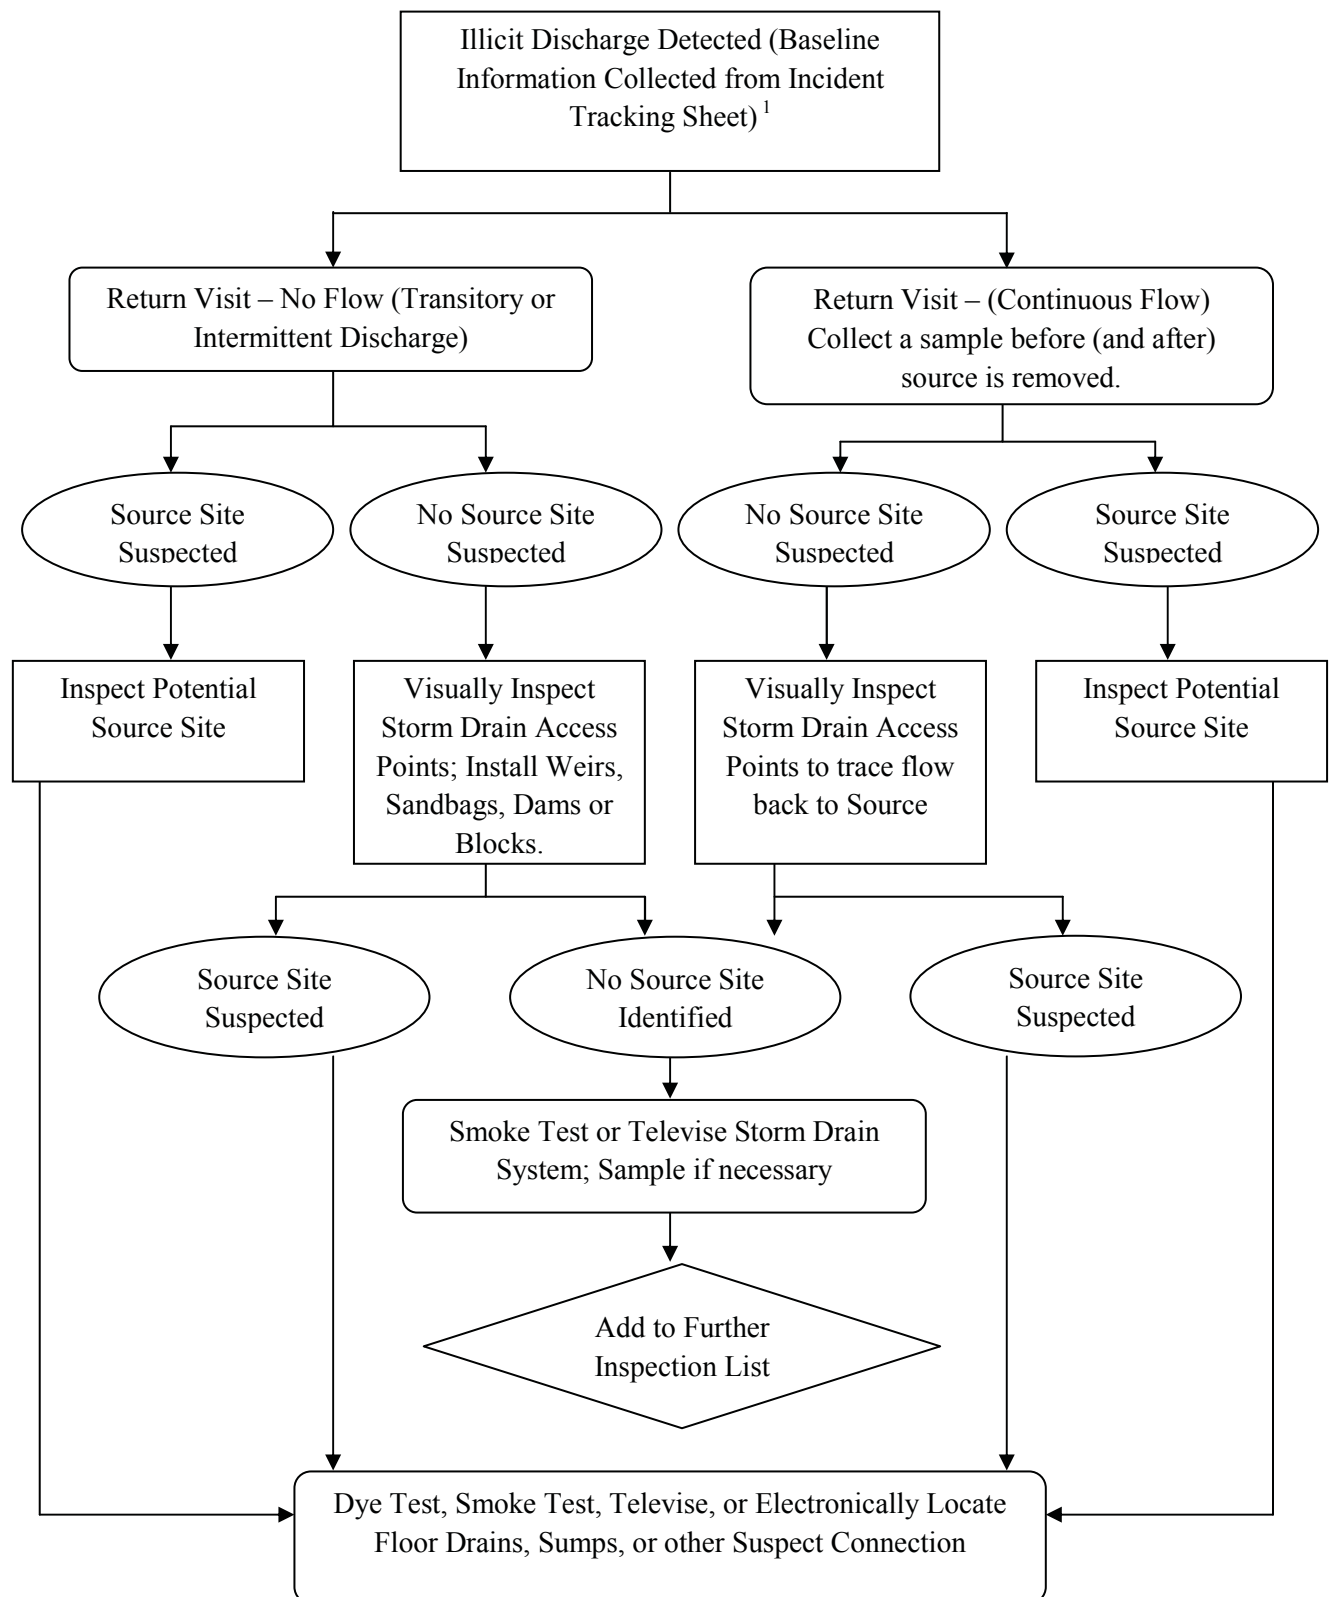 Illicit Discharge Detected (Baseline
Information Collected from Incident
Tracking Sheet) 1
Return Visit – No Flow (Transitory or
Intermittent Discharge)
Return Visit – (Continuous Flow)
Collect a sample before (and after)
source is removed.
Source Site
Suspected
No Source Site
Suspected
No Source Site
Suspected
Source Site
Suspected
Inspect Potential
Source Site
Visually Inspect
Storm Drain Access
Points; Install Weirs,
Sandbags, Dams or
Blocks.
Visually Inspect
Storm Drain Access
Points to trace flow
back to Source
Inspect Potential
Source Site
Source Site
Suspected
No Source Site
Identified
Source Site
Suspected
Smoke Test or Televise Storm Drain
System; Sample if necessary
Add to Further
Inspection List
Dye Test, Smoke Test, Televise, or Electronically Locate
Floor Drains, Sumps, or other Suspect Connection